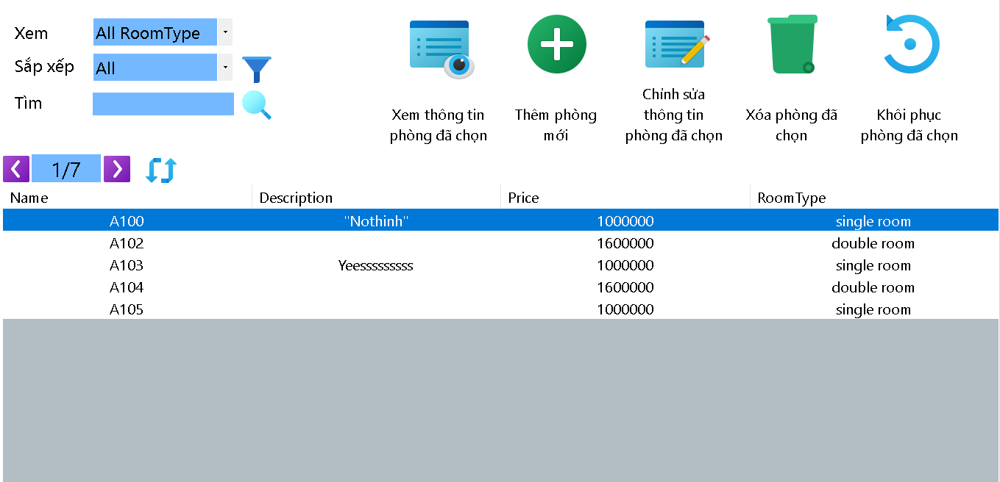 Xem
All RoomType
Sắp xếp
All
Tìm
Xem thông tin
phòng đã chọn
Thêm phòng
mới
Chỉnh sửa
thông tin
phòng đã chọn
Xóa phòng đã
chọn
Khôi phục
phòng đã chọn
1/7
Name Description Price RoomType
A100 "Nothinh" 1000000 single room
A102 1600000 double room
A103 Yeesssssssss 1000000 single room
A104 1600000 double room
A105 1000000 single room